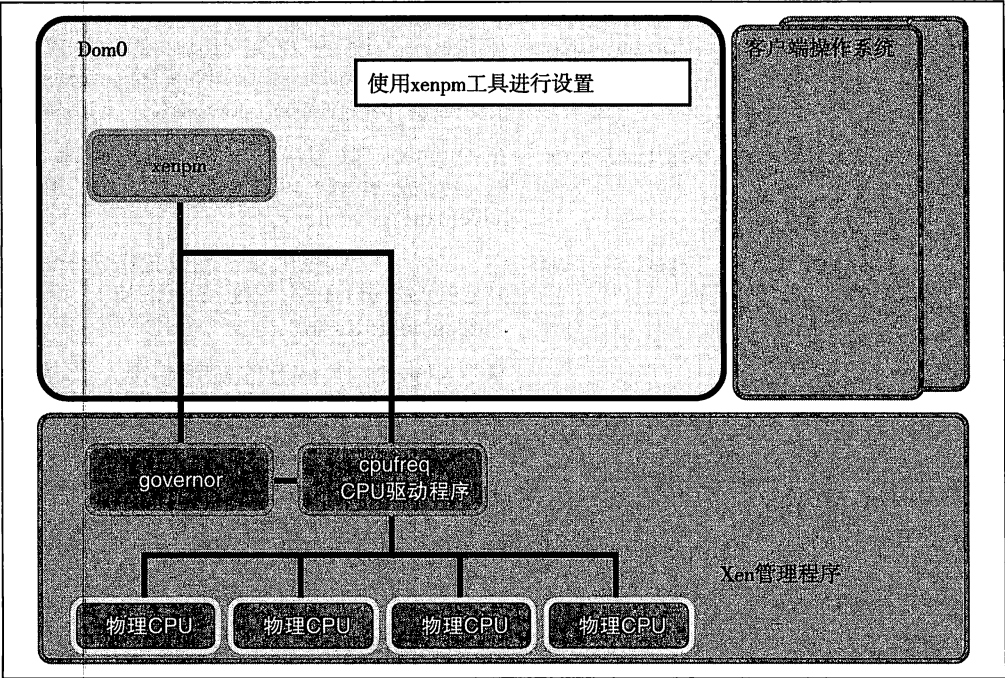 Dom0
客户端操作系统
使用xenpm工具进行设置
xenpm
governor
cpufreq
CPU驱动程序
Xen管理程序
物理CPU
物理CPU
物理CPU
物理CPU